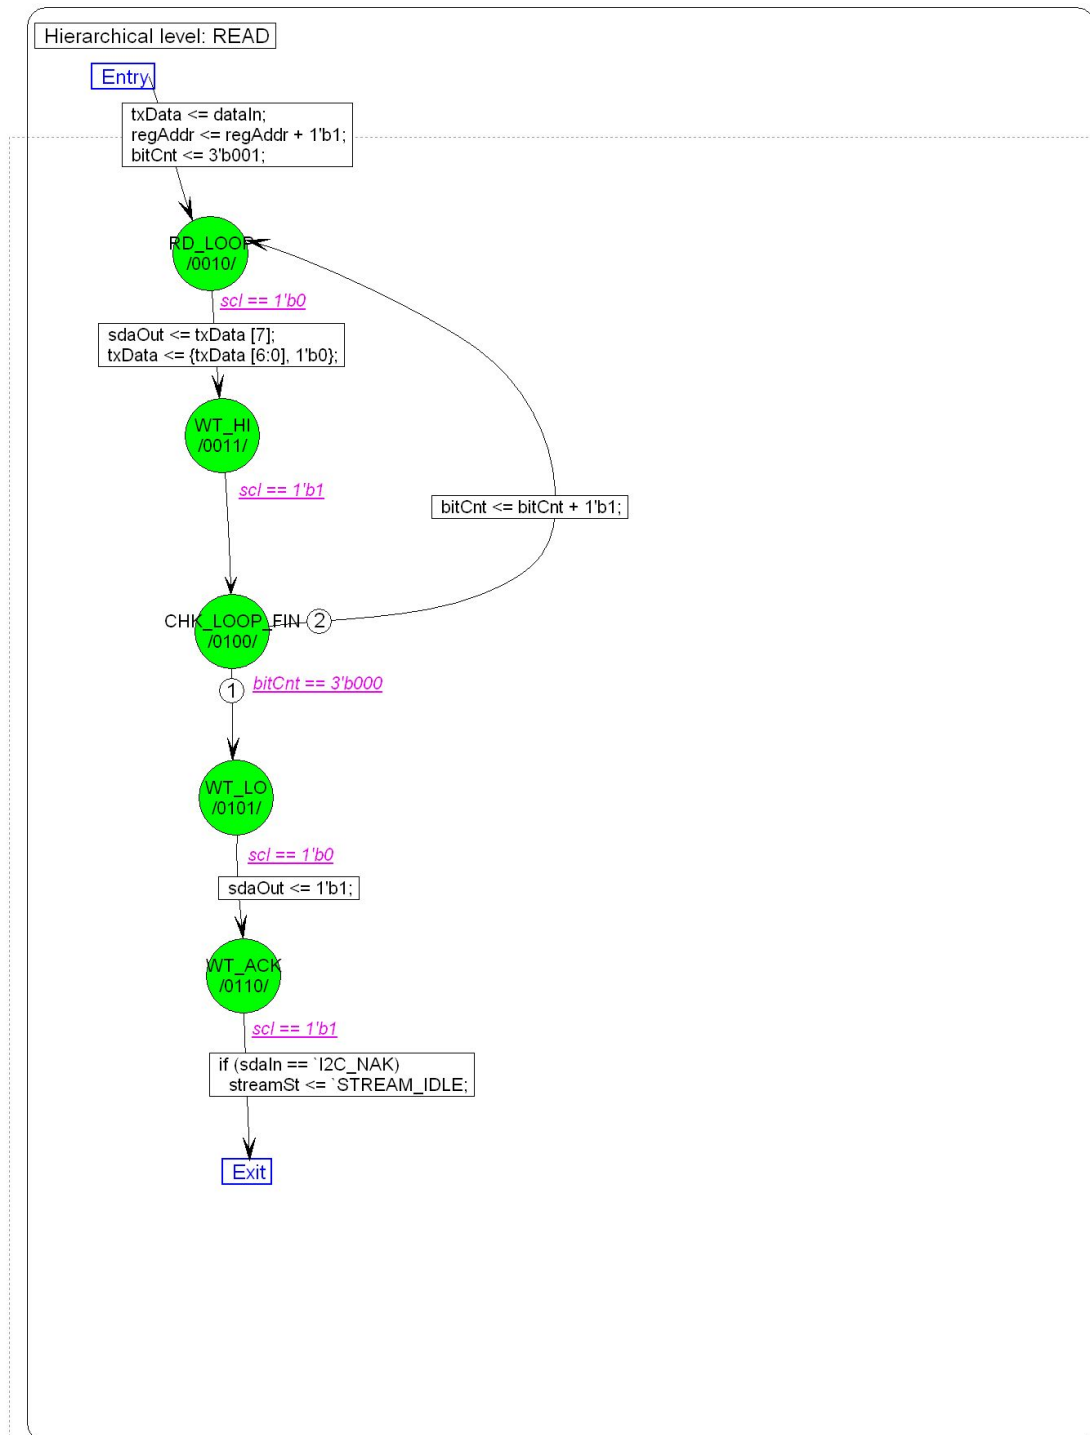 Hierarchical level: READ
Entry
txData <= dataIn;
regAddr <= regAddr + 1'b1;
bitCnt <= 3'b001;
RD_LOOP
/0010/
scl == 1'b0
sdaOut <= txData [7];
txData <= {txData [6:0], 1'b0};
WT_HI
/0011/
scl == 1'b1
bitCnt <= bitCnt + 1'b1;
CHK_LOOP_FIN
/0100/
2
1
bitCnt == 3'b000
WT_LO
/0101/
scl == 1'b0
sdaOut <= 1'b1;
WT_ACK
/0110/
scl == 1'b1
if (sdaIn == `I2C_NAK)
streamSt <= `STREAM_IDLE;
Exit